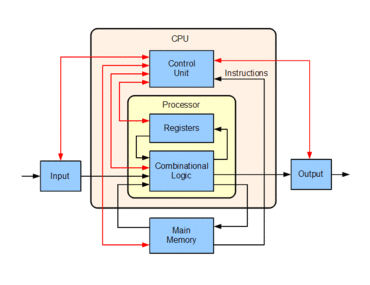 CPU
Control
Unit
Instructions
Processor
Registers
Combinational
Logic
Input
Output
Main
Memory